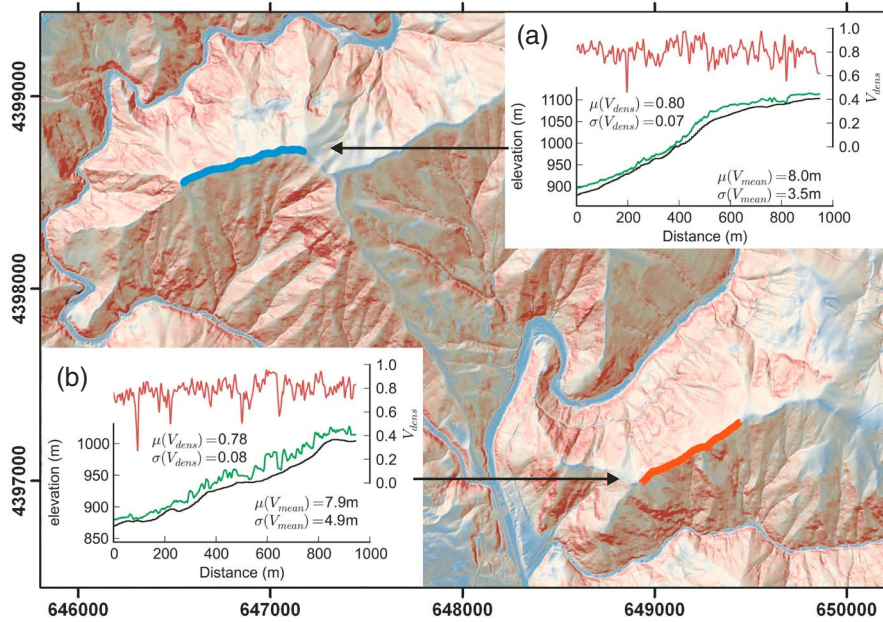 (a)
1.0
0.8
0.6
0.4
0.2
0.0
V_dens
1100
1050
1000
950
900
elevation (m)
μ(V_dens)=0.80
σ(V_dens)=0.07
μ(V_mean)=8.0m
σ(V_mean)=3.5m
0 200 400 600 800 1000
Distance (m)
4399000
4398000
4397000
(b)
1.0
0.8
0.6
0.4
0.2
0.0
V_dens
1000
950
900
850
elevation (m)
μ(V_dens)=0.78
σ(V_dens)=0.08
μ(V_mean)=7.9m
σ(V_mean)=4.9m
0 200 400 600 800 1000
Distance (m)
646000 647000 648000 649000 650000